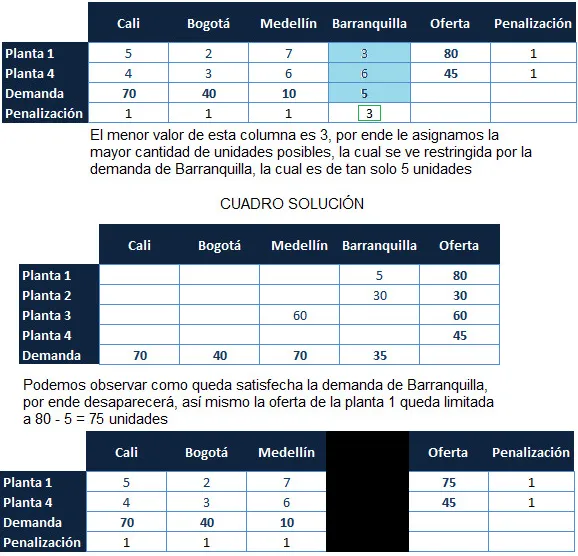 Cali Bogotá Medellín Barranquilla Oferta Penalización
Planta 1 5 2 7 3 80 1
Planta 4 4 3 6 6 45 1
Demanda 70 40 10 5
Penalización 1 1 1 3
El menor valor de esta columna es 3, por ende le asignamos la
mayor cantidad de unidades posibles, la cual se ve restringida por la
demanda de Barranquilla, la cual es de tan solo 5 unidades
CUADRO SOLUCIÓN
Cali Bogotá Medellín Barranquilla Oferta
Planta 1 5 80
Planta 2 30 30
Planta 3 60 60
Planta 4 45
Demanda 70 40 70 35
Podemos observar como queda satisfecha la demanda de Barranquilla,
por ende desaparecerá, así mismo la oferta de la planta 1 queda limitada
a 80 - 5 = 75 unidades
Cali Bogotá Medellín Oferta Penalización
Planta 1 5 2 7 75 1
Planta 4 4 3 6 45 1
Demanda 70 40 10
Penalización 1 1 1